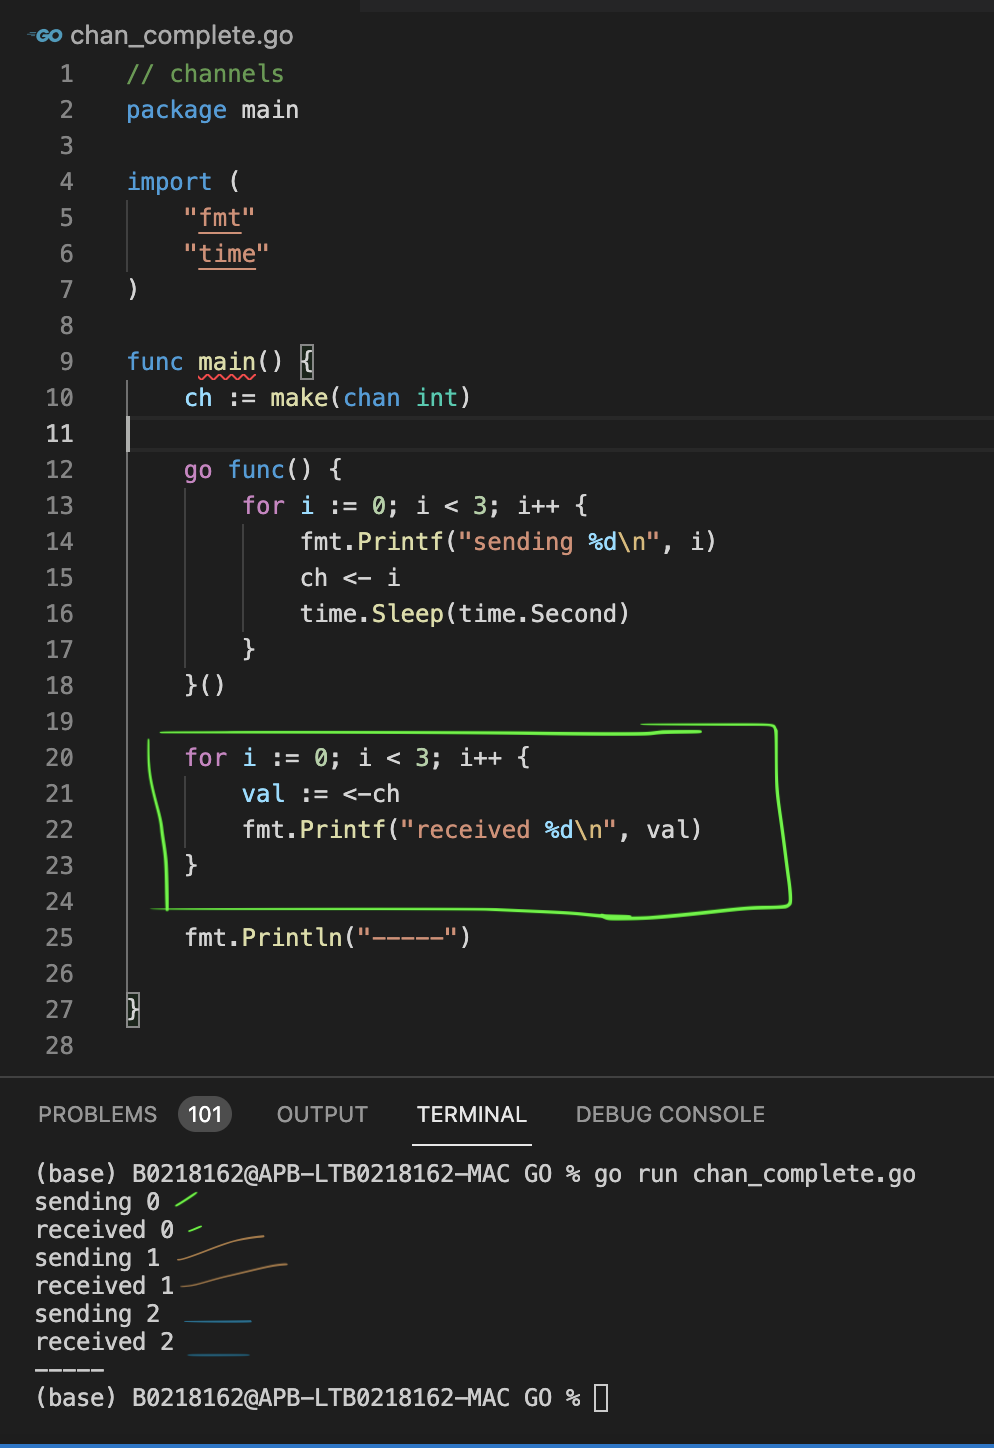 GO chan_complete.go
1 // channels
2 package main
3
4 import (
5 "fmt"
6 "time"
7 )
8
9 func main() {
10 ch := make(chan int)
11
12 go func() {
13 for i := 0; i < 3; i++ {
14 fmt.Printf("sending %d\n", i)
15 ch <- i
16 time.Sleep(time.Second)
17 }
18 }()
19
20 for i := 0; i < 3; i++ {
21 val := <-ch
22 fmt.Printf("received %d\n", val)
23 }
24
25 fmt.Println("-----")
26
27 }
28
PROBLEMS 101 OUTPUT TERMINAL DEBUG CONSOLE
(base) B0218162@APB-LTB0218162-MAC GO % go run chan_complete.go
sending 0
received 0
sending 1
received 1
sending 2
received 2
-----
(base) B0218162@APB-LTB0218162-MAC GO %